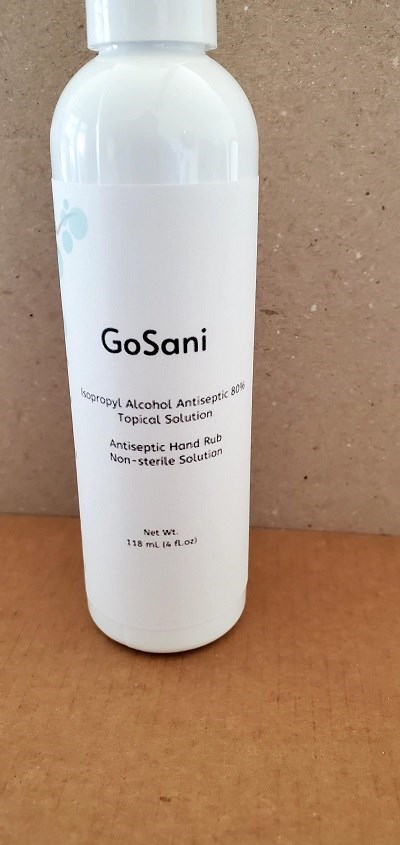 GoSani
Isopropyl Alcohol Antiseptic 80%
Topical Solution
Antiseptic Hand Rub
Non-sterile Solution
Net Wt.
118 mL (4 fl.oz)